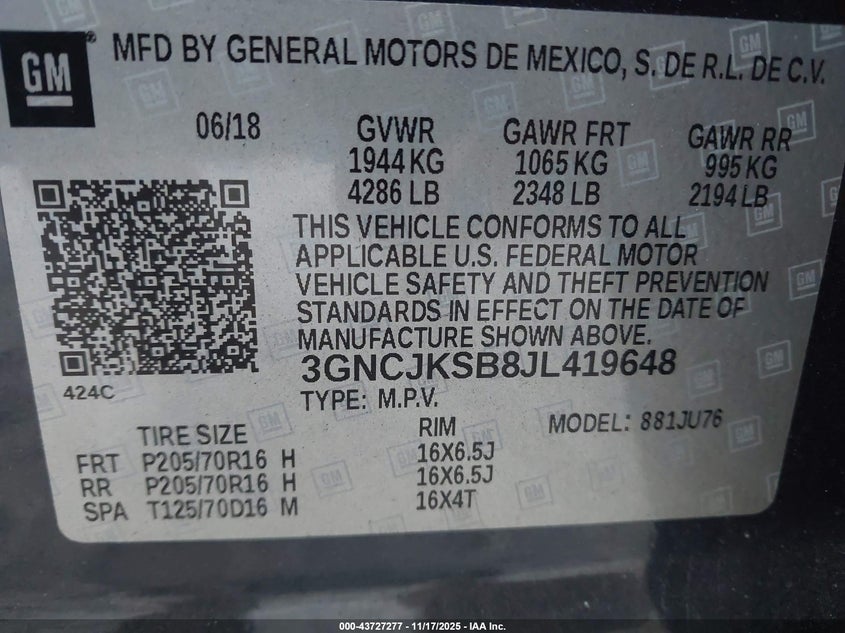 GM
MFD BY GENERAL MOTORS DE MEXICO, S. DE R.L. DE C.V.
06/18 GVWR GAWR FRT GAWR RR
1944 KG 1065 KG 995 KG
4286 LB 2348 LB 2194 LB
THIS VEHICLE CONFORMS TO ALL
APPLICABLE U.S. FEDERAL MOTOR
VEHICLE SAFETY AND THEFT PREVENTION
STANDARDS IN EFFECT ON THE DATE OF
MANUFACTURE SHOWN ABOVE.
3GNCJKSB8JL419648
424C
TYPE: M.P.V. MODEL: 881JU76
TIRE SIZE RIM
FRT P205/70R16 H 16X6.5J
RR P205/70R16 H 16X6.5J
SPA T125/70D16 M 16X4T
000-43727277 - 11/17/2025 - IAA Inc.